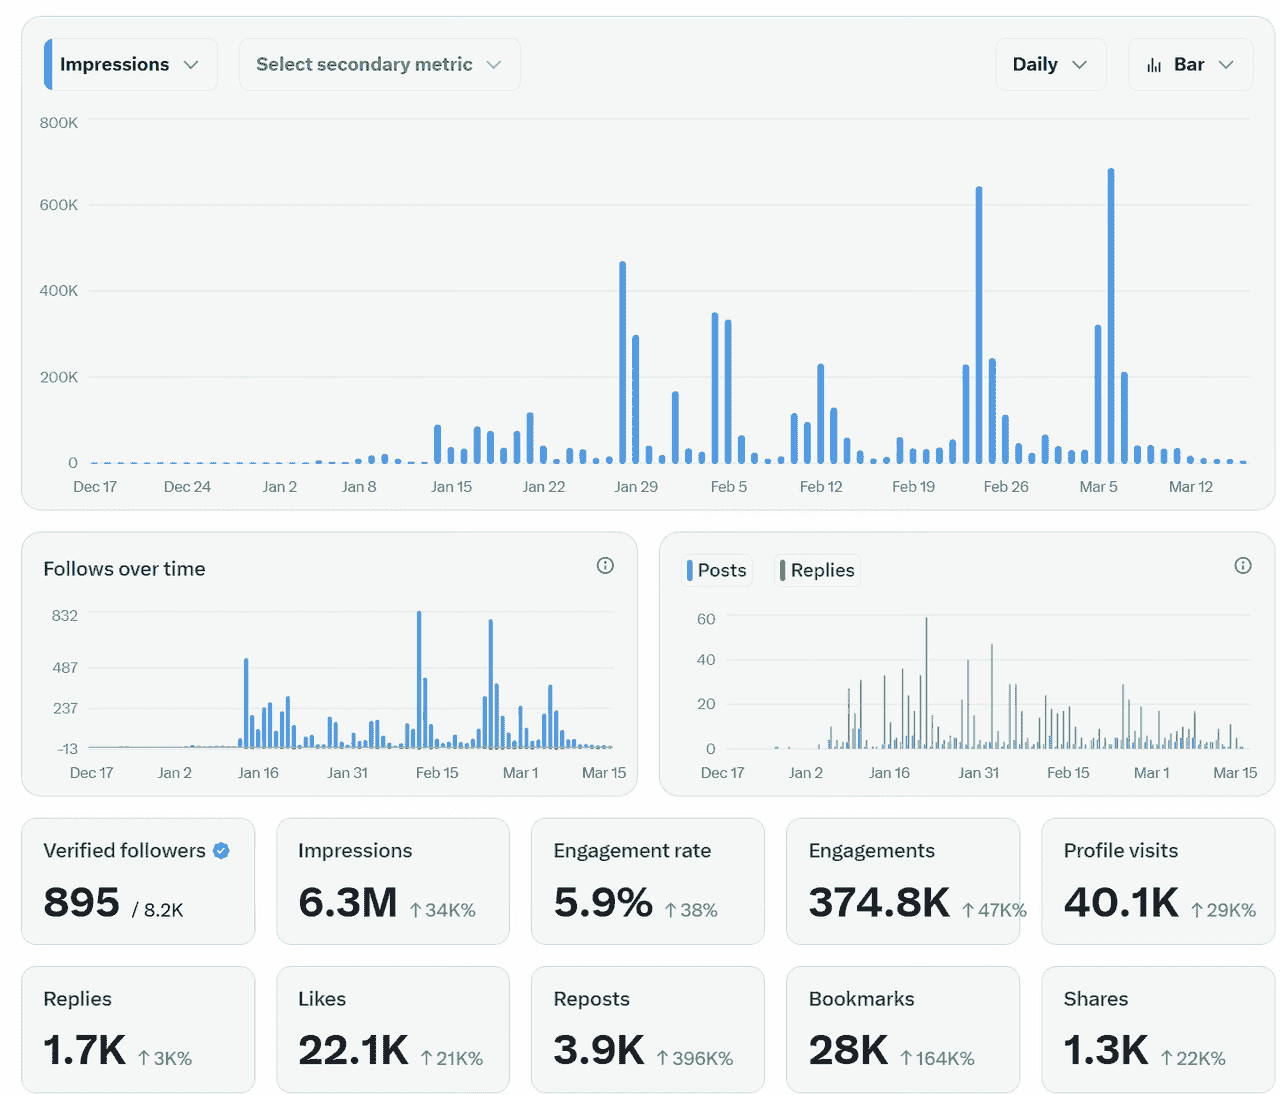 Impressions Select secondary metric Daily Bar
800K
600K
400K
200K
0
Dec 17 Dec 24 Jan 2 Jan 8 Jan 15 Jan 22 Jan 29 Feb 5 Feb 12 Feb 19 Feb 26 Mar 5 Mar 12
Follows over time
832
487
237
-13
Dec 17 Jan 2 Jan 16 Jan 31 Feb 15 Mar 1 Mar 15
Posts Replies
60
40
20
0
Dec 17 Jan 2 Jan 16 Jan 31 Feb 15 Mar 1 Mar 15
Verified followers
895 / 8.2K
Impressions
6.3M ↑ 34K%
Engagement rate
5.9% ↑ 38%
Engagements
374.8K ↑ 47K%
Profile visits
40.1K ↑ 29K%
Replies
1.7K ↑ 3K%
Likes
22.1K ↑ 21K%
Reposts
3.9K ↑ 396K%
Bookmarks
28K ↑ 164K%
Shares
1.3K ↑ 22K%